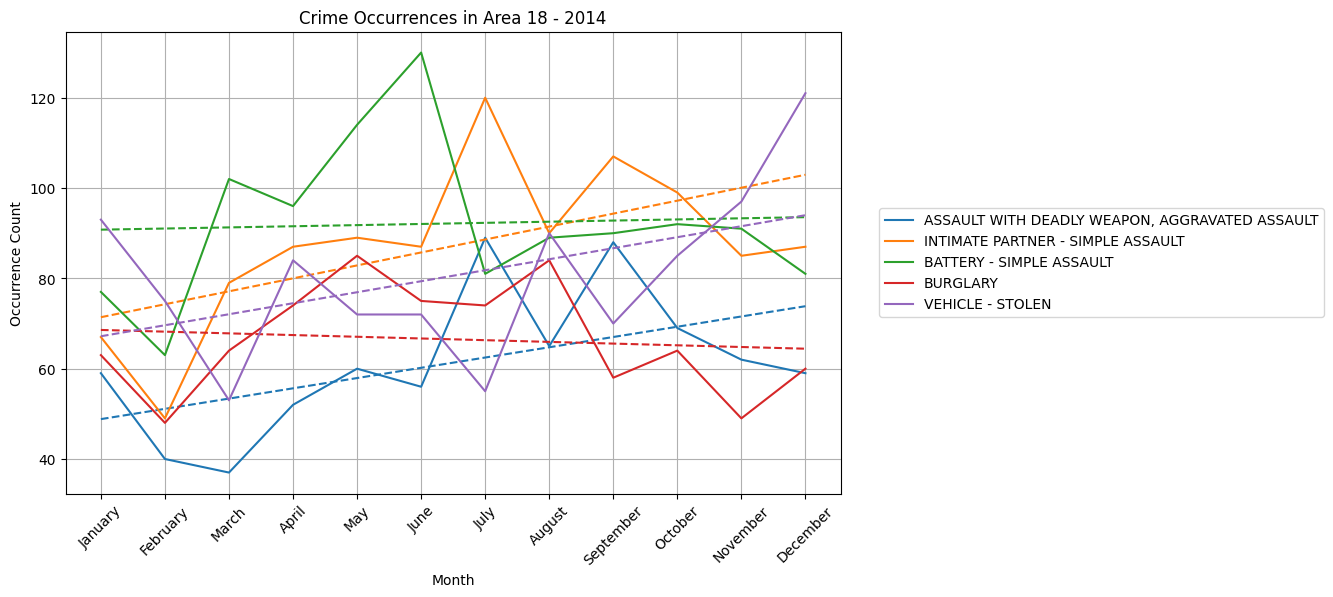 Crime Occurrences in Area 18 - 2014
Occurrence Count
120
100
80
60
40
January
February
March
April
May
June
July
August
September
October
November
December
Month
ASSAULT WITH DEADLY WEAPON, AGGRAVATED ASSAULT
INTIMATE PARTNER - SIMPLE ASSAULT
BATTERY - SIMPLE ASSAULT
BURGLARY
VEHICLE - STOLEN